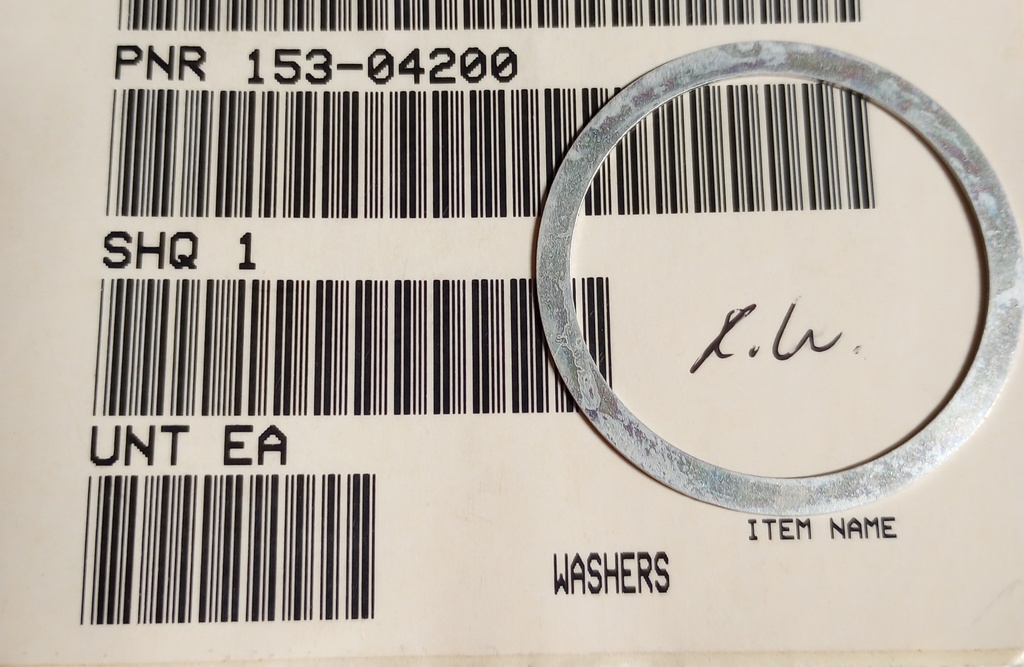 PNR 153-04200
SHQ 1
UNT EA
ITEM NAME
WASHERS